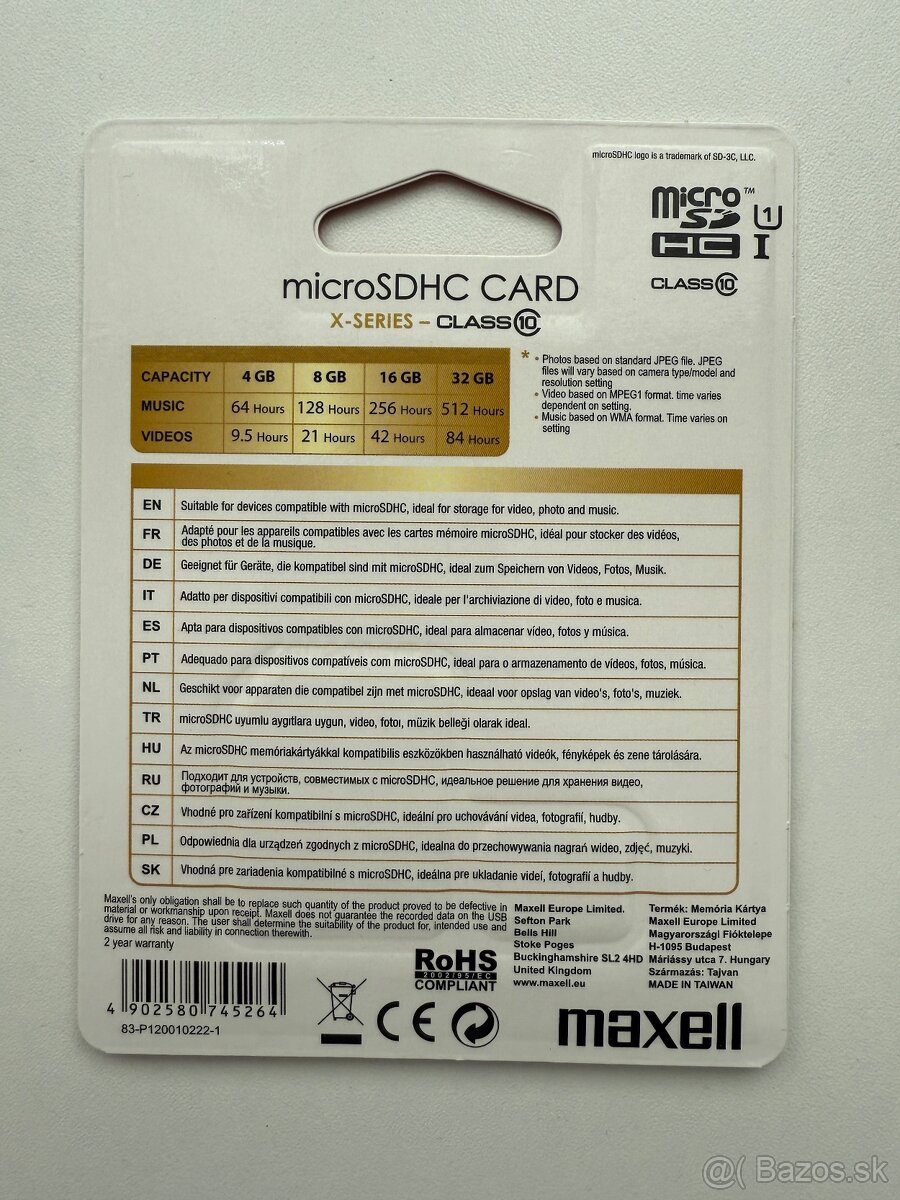 microSDHC logo is a trademark of SD-3C, LLC.
micro™
SD 1
HC I
CLASS 10
microSDHC CARD
X-SERIES – CLASS 10
CAPACITY 4 GB 8 GB 16 GB 32 GB
MUSIC 64 Hours 128 Hours 256 Hours 512 Hours
VIDEOS 9.5 Hours 21 Hours 42 Hours 84 Hours
* • Photos based on standard JPEG file. JPEG
files will vary based on camera type/model and
resolution setting
• Video based on MPEG1 format. time varies
dependent on setting.
• Music based on WMA format. Time varies on
setting
EN Suitable for devices compatible with microSDHC, ideal for storage for video, photo and music.
FR Adapté pour les appareils compatibles avec les cartes mémoire microSDHC, idéal pour stocker des vidéos,
des photos et de la musique.
DE Geeignet für Geräte, die kompatibel sind mit microSDHC, ideal zum Speichern von Videos, Fotos, Musik.
IT Adatto per dispositivi compatibili con microSDHC, ideale per l'archiviazione di video, foto e musica.
ES Apta para dispositivos compatibles con microSDHC, ideal para almacenar vídeo, fotos y música.
PT Adequado para dispositivos compatíveis com microSDHC, ideal para o armazenamento de vídeos, fotos, música.
NL Geschikt voor apparaten die compatibel zijn met microSDHC, ideaal voor opslag van video's, foto's, muziek.
TR microSDHC uyumlu aygıtlara uygun, video, fotoı, müzik belleği olarak ideal.
HU Az microSDHC memóriakártyákkal kompatibilis eszközökben használható videók, fényképek és zene tárolására.
RU Подходит для устройств, совместимых с microSDHC, идеальное решение для хранения видео,
фотографий и музыки.
CZ Vhodné pro zařízení kompatibilní s microSDHC, ideální pro uchovávání videa, fotografií, hudby.
PL Odpowiednia dla urządzeń zgodnych z microSDHC, idealna do przechowywania nagrań wideo, zdjęć, muzyki.
SK Vhodná pre zariadenia kompatibilné s microSDHC, ideálna pre ukladanie videí, fotografií a hudby.
Maxell's only obligation shall be to replace such quantity of the product proved to be defective in
material or workmanship upon receipt. Maxell does not guarantee the recorded data on the USB
drive for any reason. The user shall determine the suitability of the product for, intended use and
assume all risk and liability in connection therewith.
2 year warranty
Maxell Europe Limited.
Sefton Park
Bells Hill
Stoke Poges
Buckinghamshire SL2 4HD
United Kingdom
www.maxell.eu
Termék: Memória Kártya
Maxell Europe Limited
Magyarországi Fióktelepe
H-1095 Budapest
Máriássy utca 7. Hungary
Származás: Tajvan
MADE IN TAIWAN
4 902580 745264
83-P120010222-1
RoHS
2002/95/EC
COMPLIANT
CE
maxell
@( Bazos.sk